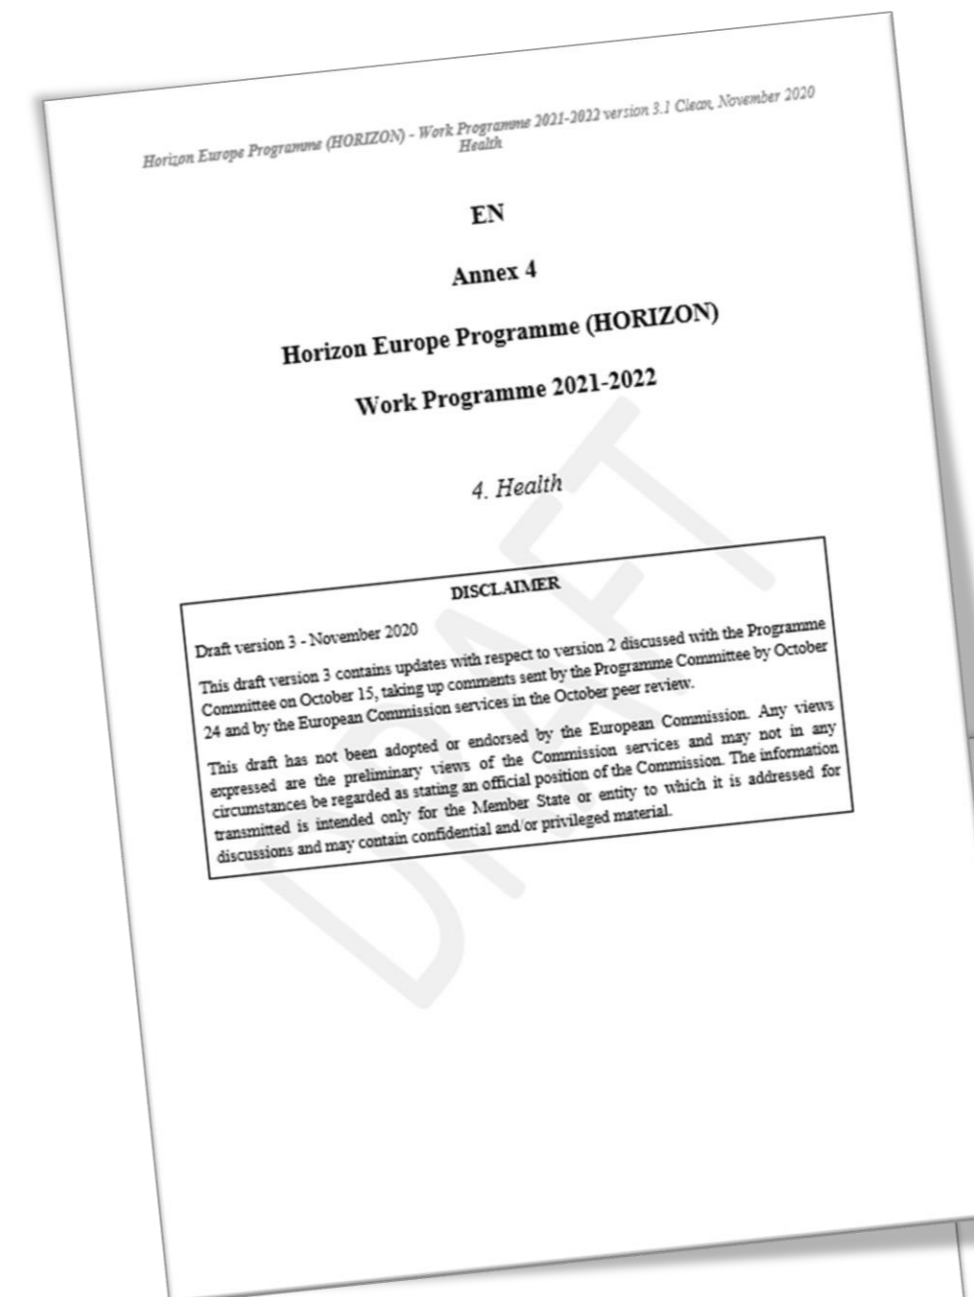 Horizon Europe Programme (HORIZON) - Work Programme 2021-2022 version 3.1 Clean, November 2020
Health
EN
Annex 4
Horizon Europe Programme (HORIZON)
Work Programme 2021-2022
4. Health
DISCLAIMER
Draft version 3 - November 2020
This draft version 3 contains updates with respect to version 2 discussed with the Programme
Committee on October 15, taking up comments sent by the Programme Committee by October
24 and by the European Commission services in the October peer review.
This draft has not been adopted or endorsed by the European Commission. Any views
expressed are the preliminary views of the Commission services and may not in any
circumstances be regarded as stating an official position of the Commission. The information
transmitted is intended only for the Member State or entity to which it is addressed for
discussions and may contain confidential and/or privileged material.
DRAFT